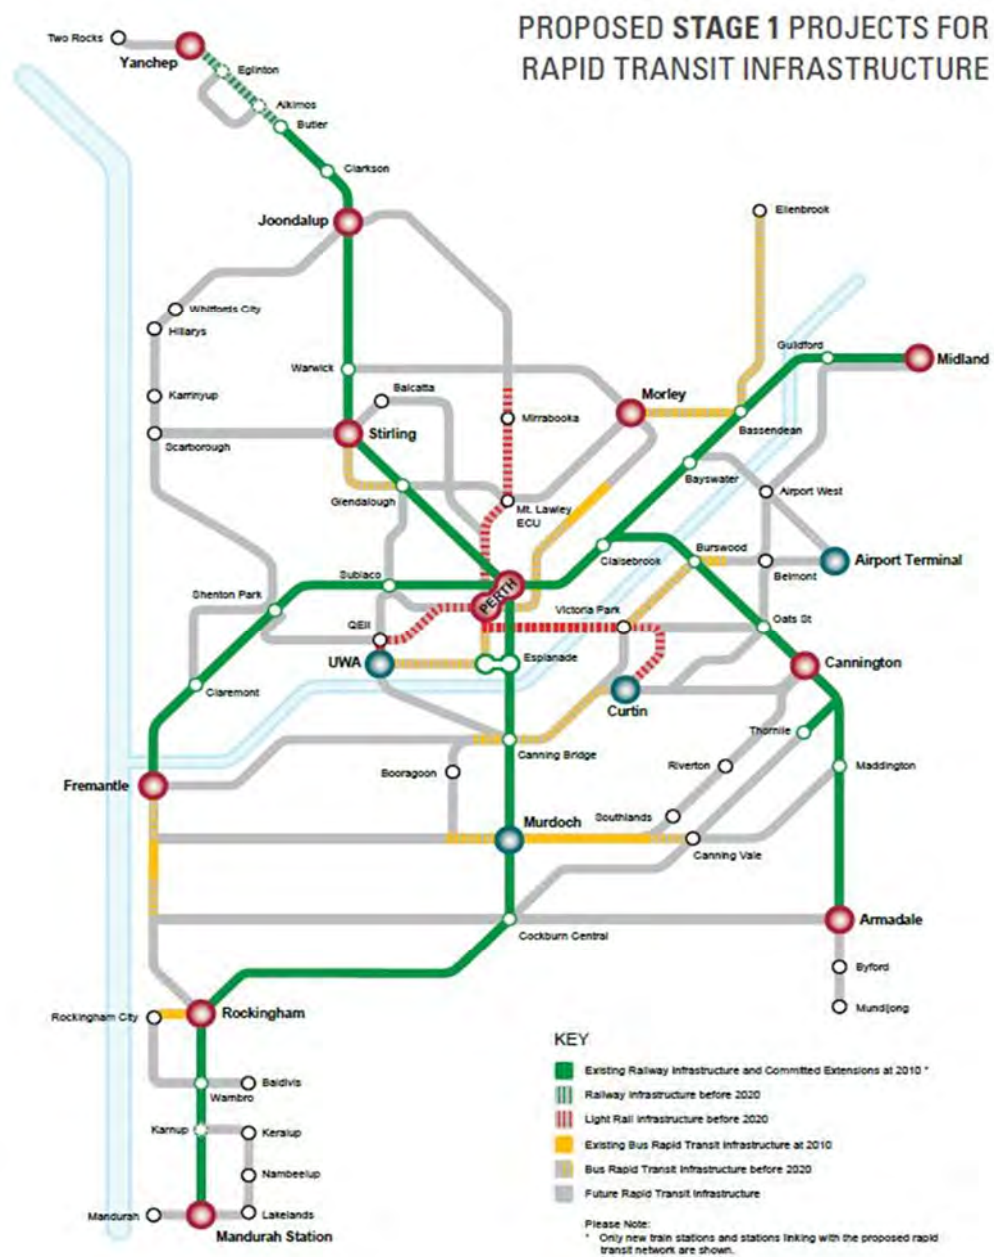 PROPOSED STAGE 1 PROJECTS FOR
RAPID TRANSIT INFRASTRUCTURE
Two Rocks
Yanchep
Eglinton
Alkimos
Butler
Clarkson
Joondalup
Ellenbrook
Whitfords City
Hillarys
Guildford
Midland
Warwick
Balcatta
Morley
Karrinyup
Mirrabooka
Stirling
Bassendean
Scarborough
Bayswater
Airport West
Glendalough
Mt. Lawley
ECU
Burswood
Airport Terminal
Claisebrook
Belmont
Subiaco
Shenton Park
PERTH
Victoria Park
Oats St
QEII
UWA
Esplanade
Cannington
Claremont
Curtin
Thornlie
Canning Bridge
Booragoon
Riverton
Maddington
Fremantle
Southlands
Murdoch
Canning Vale
Armadale
Cockburn Central
Byford
Mundijong
Rockingham City
Rockingham
Baldivis
Wambro
Karnup
Keralup
Nambeelup
Mandurah
Lakelands
Mandurah Station
KEY
Existing Railway Infrastructure and Committed Extensions at 2010 *
Railway Infrastructure before 2020
Light Rail Infrastructure before 2020
Existing Bus Rapid Transit Infrastructure at 2010
Bus Rapid Transit Infrastructure before 2020
Future Rapid Transit Infrastructure
Please Note:
* Only new train stations and stations linking with the proposed rapid
transit network are shown.